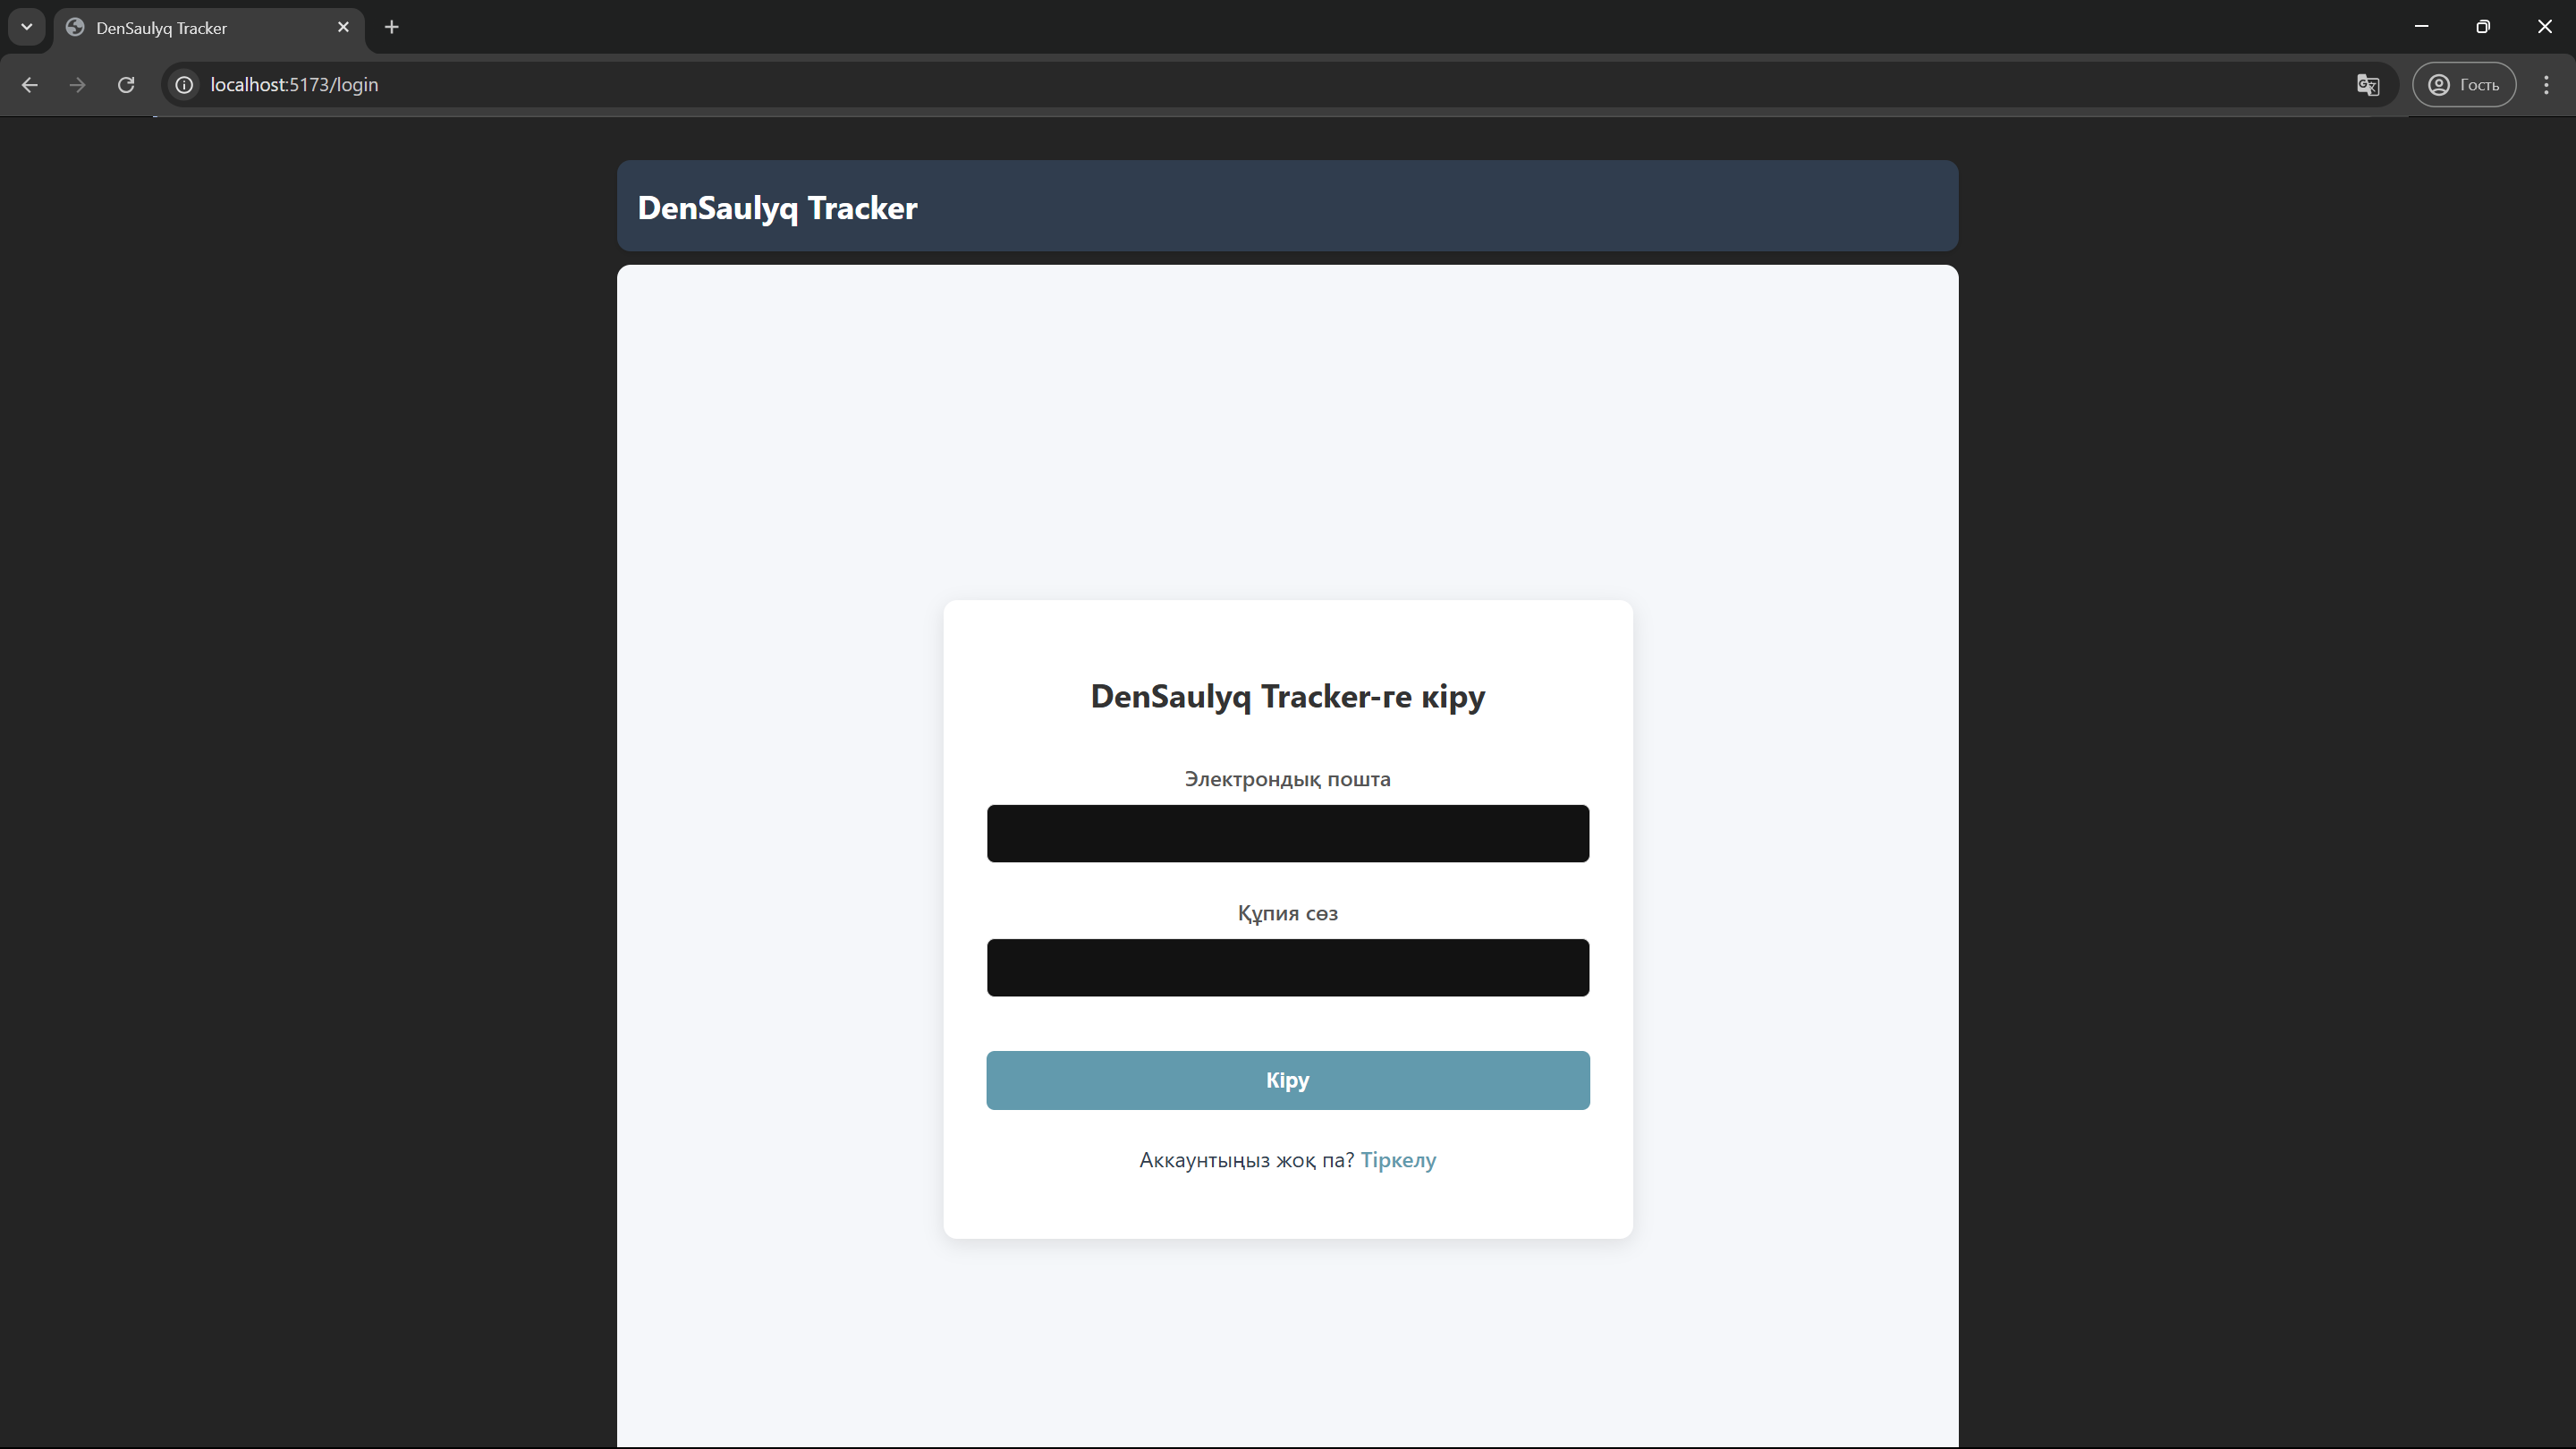 DenSaulyq Tracker
localhost:5173/login
Гость
DenSaulyq Tracker
DenSaulyq Tracker-ге кіру
Электрондық пошта
Құпия сөз
Кіру
Аккаунтыңыз жоқ па? Тіркелу